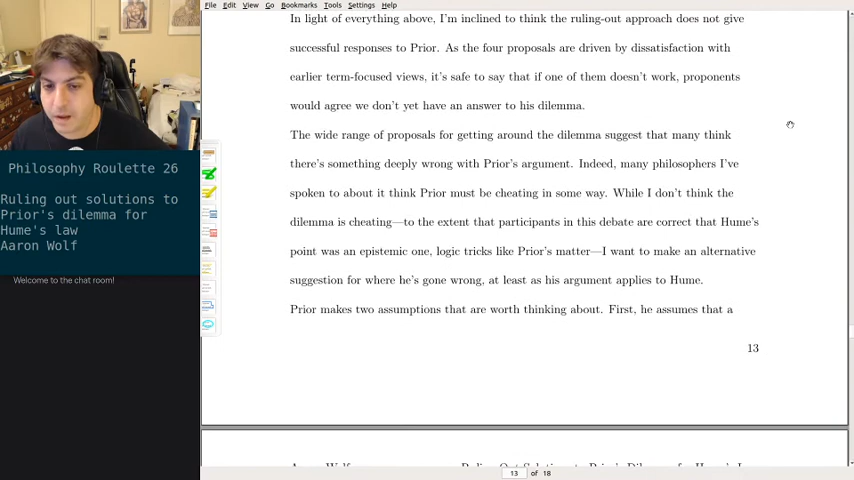 File Edit View Go Bookmarks Tools Settings Help
In light of everything above, I'm inclined to think the ruling-out approach does not give
successful responses to Prior. As the four proposals are driven by dissatisfaction with
earlier term-focused views, it's safe to say that if one of them doesn't work, proponents
would agree we don't yet have an answer to his dilemma.
The wide range of proposals for getting around the dilemma suggest that many think
there's something deeply wrong with Prior's argument. Indeed, many philosophers I've
spoken to about it think Prior must be cheating in some way. While I don't think the
dilemma is cheating—to the extent that participants in this debate are correct that Hume's
point was an epistemic one, logic tricks like Prior's matter—I want to make an alternative
suggestion for where he's gone wrong, at least as his argument applies to Hume.
Prior makes two assumptions that are worth thinking about. First, he assumes that a
13
13 of 18
Philosophy Roulette 26
Ruling out solutions to
Prior's dilemma for
Hume's law
Aaron Wolf
Welcome to the chat room!